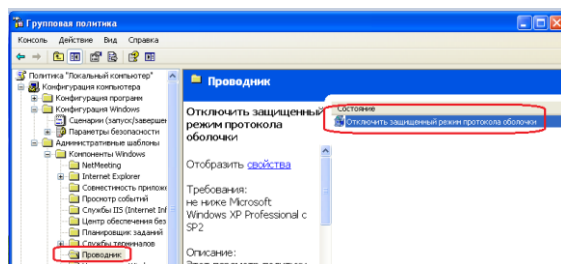 Групповая политика
Консоль Действие Вид Справка
Политика "Локальный компьютер"
Конфигурация компьютера
Конфигурация программ
Конфигурация Windows
Сценарии (запуск/завершен
Параметры безопасности
Административные шаблоны
Компоненты Windows
NetMeeting
Internet Explorer
Совместимость прилож
Просмотр событий
Службы IIS (Internet Inf
Центр обеспечения без
Планировщик заданий
Службы терминалов
Проводник
Проводник
Отключить защищенный
режим протокола
оболочки
Отобразить свойства
Требования:
не ниже Microsoft
Windows XP Professional с
SP2
Описание:
Состояние
Отключить защищенный режим протокола оболочки